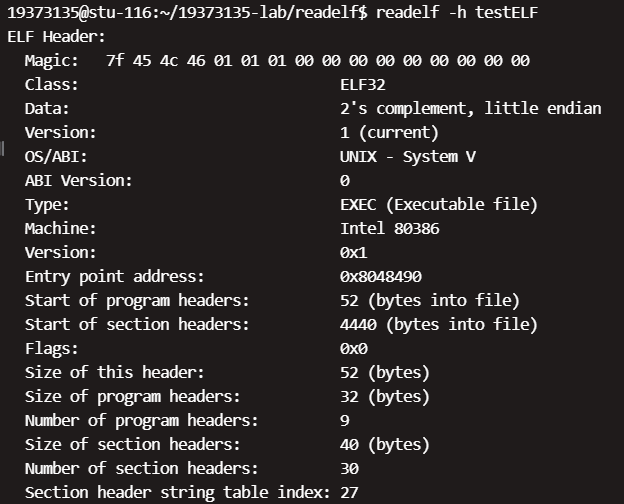 19373135@stu-116:~/19373135-lab/readelf$ readelf -h testELF
ELF Header:
  Magic:   7f 45 4c 46 01 01 01 00 00 00 00 00 00 00 00 00
  Class:                             ELF32
  Data:                              2's complement, little endian
  Version:                           1 (current)
  OS/ABI:                            UNIX - System V
  ABI Version:                       0
  Type:                              EXEC (Executable file)
  Machine:                           Intel 80386
  Version:                           0x1
  Entry point address:               0x8048490
  Start of program headers:          52 (bytes into file)
  Start of section headers:          4440 (bytes into file)
  Flags:                             0x0
  Size of this header:               52 (bytes)
  Size of program headers:           32 (bytes)
  Number of program headers:         9
  Size of section headers:           40 (bytes)
  Number of section headers:         30
  Section header string table index: 27